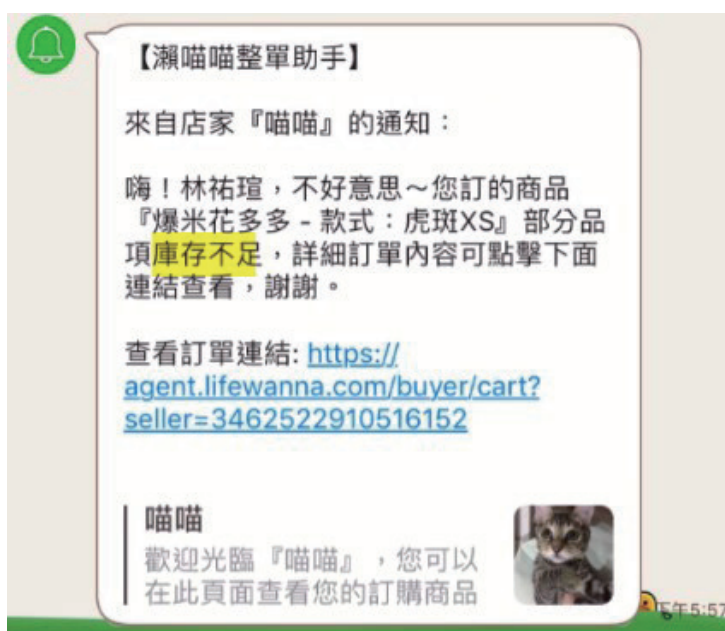 【瀨喵喵整單助手】
來自店家『喵喵』的通知：
嗨！林祐瑄，不好意思～您訂的商品
『爆米花多多 - 款式：虎斑XS』部分品
項庫存不足，詳細訂單內容可點擊下面
連結查看，謝謝。
查看訂單連結: https://
agent.lifewanna.com/buyer/cart?
seller=3462522910516152
喵喵
歡迎光臨『喵喵』，您可以
在此頁面查看您的訂購商品
下午5:57